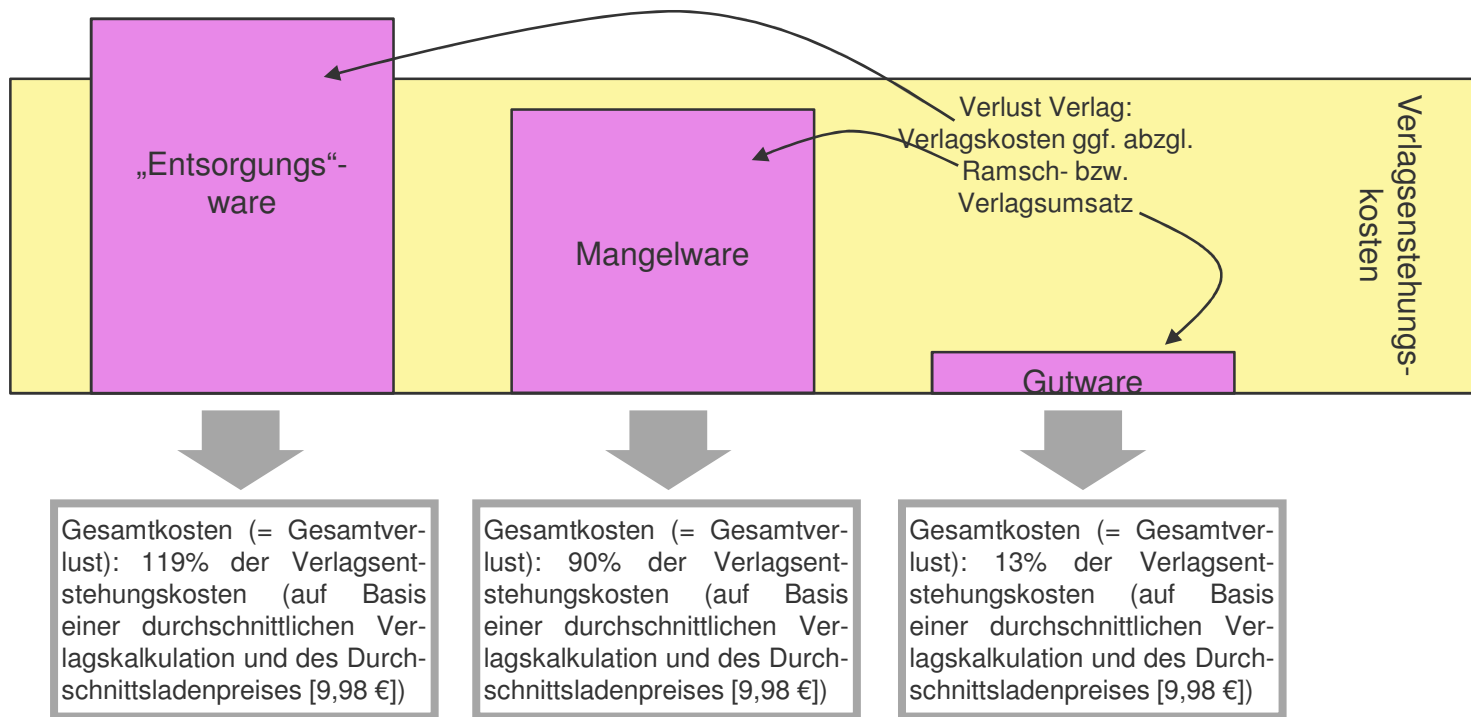 „Entsorgungs“-
ware
Mangelware
Gutware
Verlust Verlag:
Verlagskosten ggf. abzgl.
Ramsch- bzw.
Verlagsumsatz
Verlagsenstehungs-
kosten
Gesamtkosten (= Gesamtver-
lust): 119% der Verlagsent-
stehungskosten (auf Basis
einer durchschnittlichen Ver-
lagskalkulation und des Durch-
schnittsladenpreises [9,98 €])
Gesamtkosten (= Gesamtver-
lust): 90% der Verlagsent-
stehungskosten (auf Basis
einer durchschnittlichen Ver-
lagskalkulation und des Durch-
schnittsladenpreises [9,98 €])
Gesamtkosten (= Gesamtver-
lust): 13% der Verlagsent-
stehungskosten (auf Basis
einer durchschnittlichen Ver-
lagskalkulation und des Durch-
schnittsladenpreises [9,98 €])